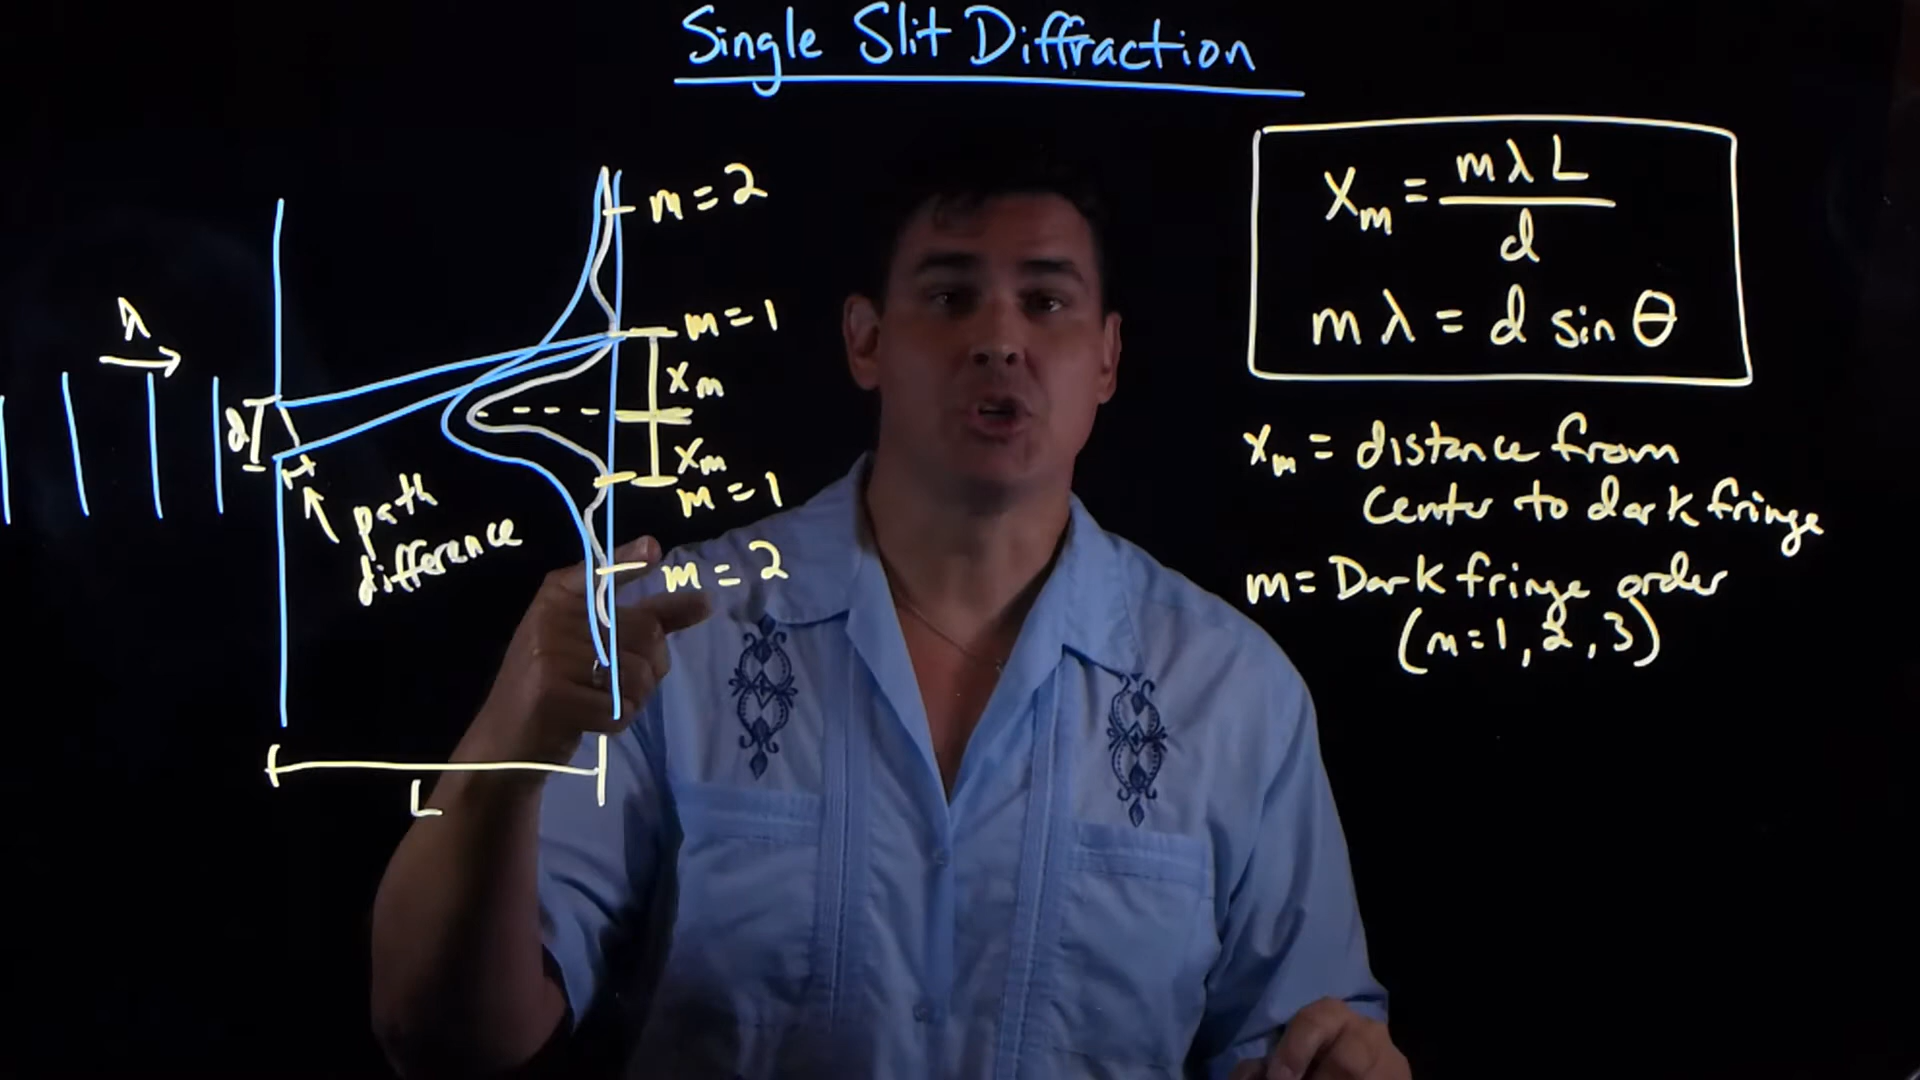 Single Slit Diffraction
m = 2
m = 1
xm
xm
m = 1
m = 2
λ
d
path
difference
L
Xm = mλL
d
mλ = d sin θ
xm = distance from
center to dark fringe
m = Dark fringe order
(m=1, 2, 3)